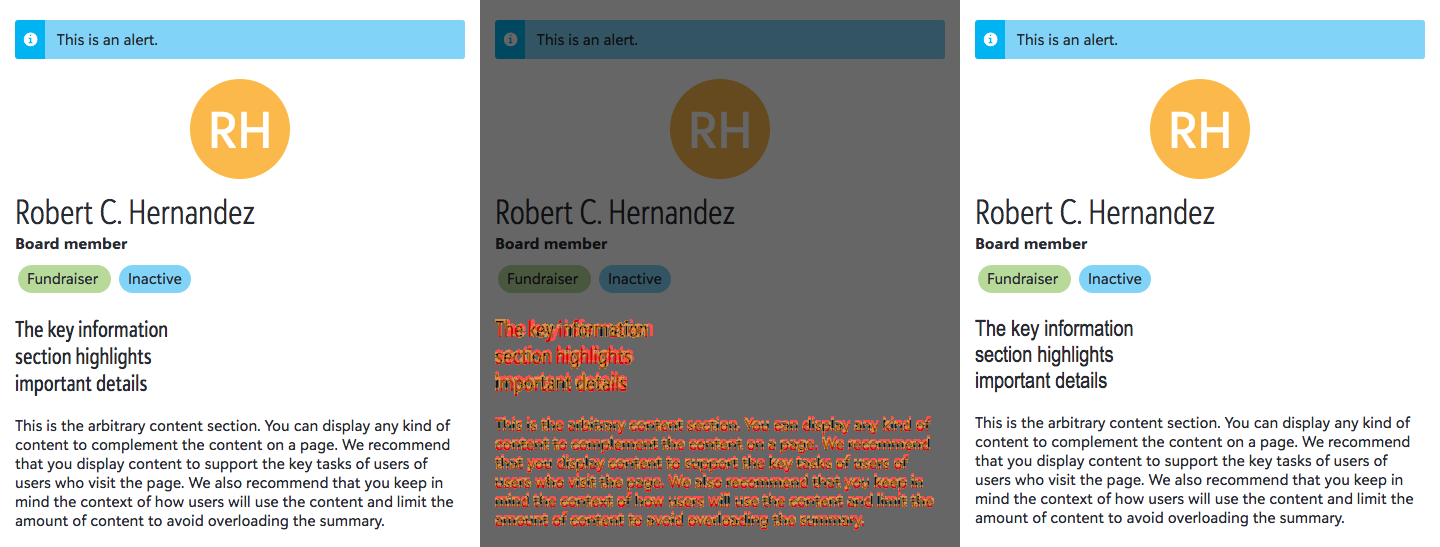 This is an alert.
RH
Robert C. Hernandez
Board member
Fundraiser Inactive
The key information
section highlights
important details
This is the arbitrary content section. You can display any kind of
content to complement the content on a page. We recommend
that you display content to support the key tasks of users of
users who visit the page. We also recommend that you keep in
mind the context of how users will use the content and limit the
amount of content to avoid overloading the summary.
This is an alert.
RH
Robert C. Hernandez
Board member
Fundraiser Inactive
The key information
section highlights
important details
This is the arbitrary content section. You can display any kind of
content to complement the content on a page. We recommend
that you display content to support the key tasks of users of
users who visit the page. We also recommend that you keep in
mind the context of how users will use the content and limit the
amount of content to avoid overloading the summary.
This is an alert.
RH
Robert C. Hernandez
Board member
Fundraiser Inactive
The key information
section highlights
important details
This is the arbitrary content section. You can display any kind of
content to complement the content on a page. We recommend
that you display content to support the key tasks of users of
users who visit the page. We also recommend that you keep in
mind the context of how users will use the content and limit the
amount of content to avoid overloading the summary.